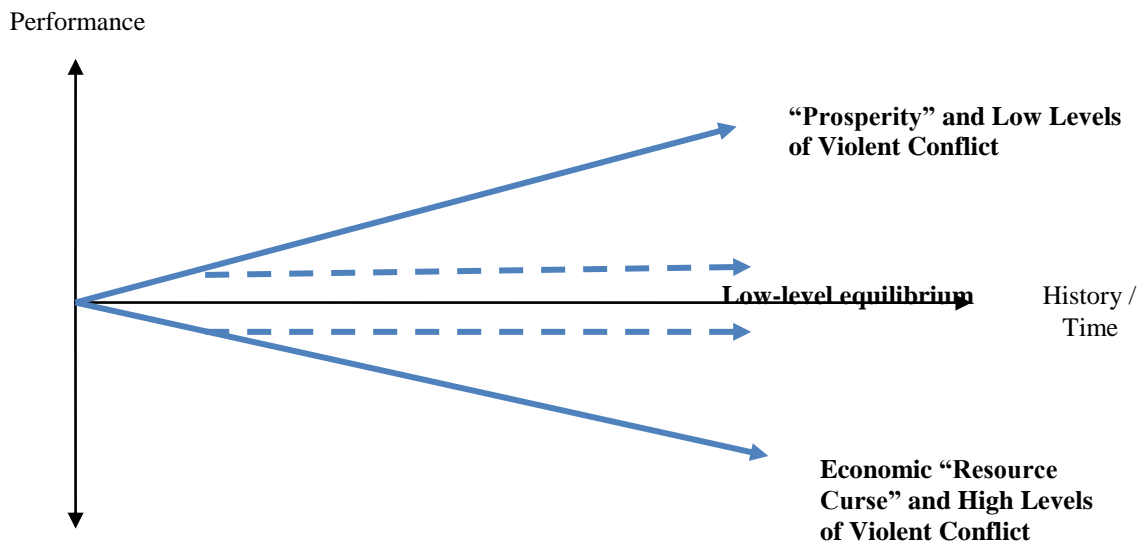 Performance
“Prosperity” and Low Levels
of Violent Conflict
Low-level equilibrium
History /
Time
Economic “Resource
Curse” and High Levels
of Violent Conflict